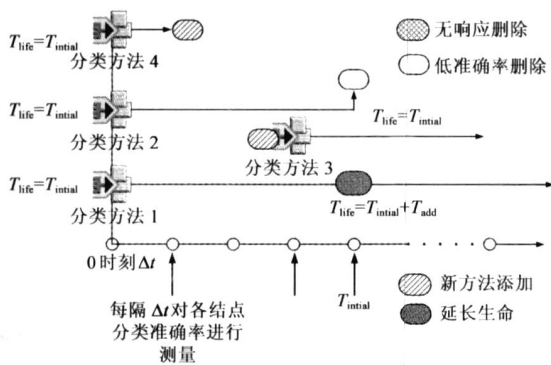 T_life=T_intial
分类方法 4
无响应删除
低准确率删除
T_life=T_intial
分类方法 2
T_life=T_intial
分类方法 3
T_life=T_intial
分类方法 1
T_life=T_intial+T_add
0 时刻 Δt
每隔 Δt 对各结点
分类准确率进行
测量
T_intial
新方法添加
延长生命